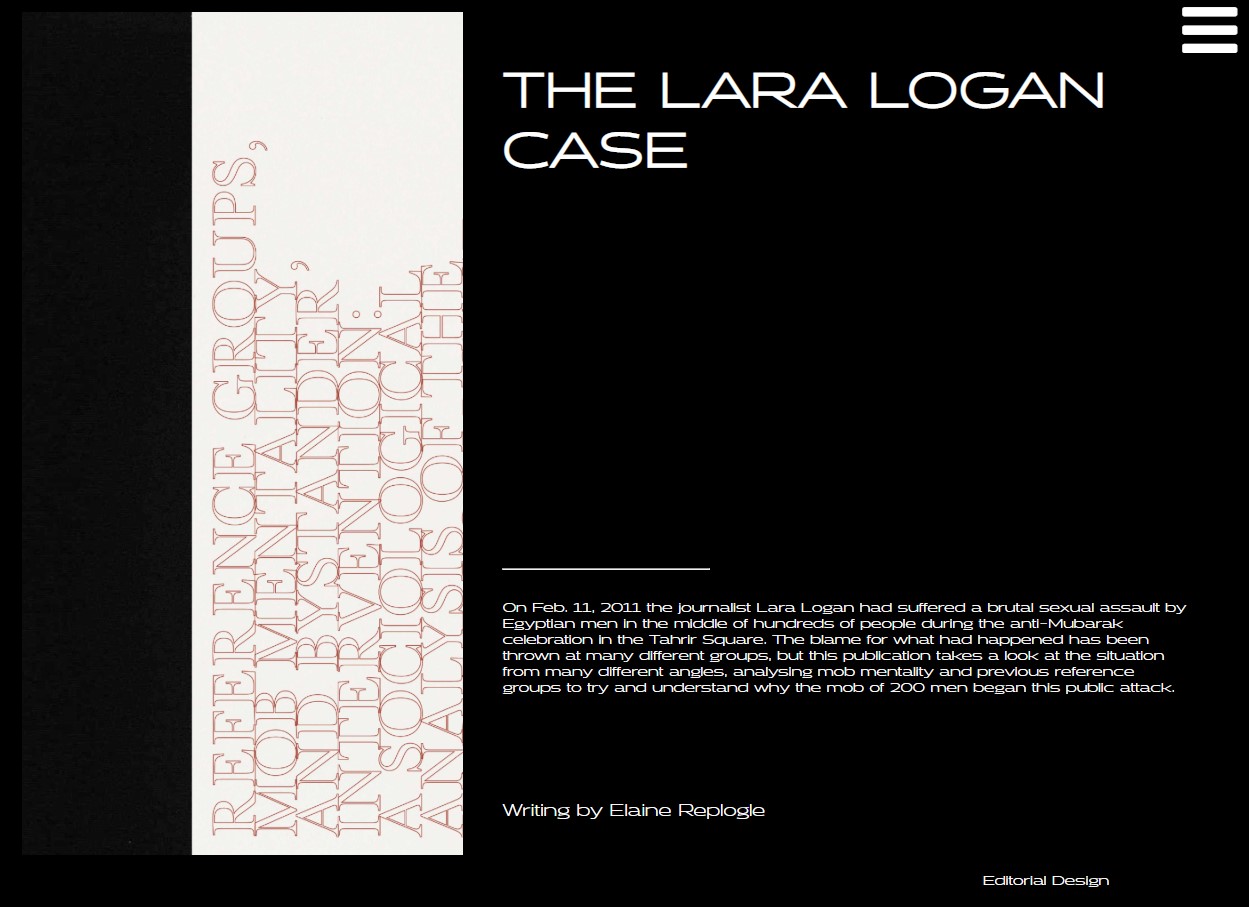 REFERENCE GROUPS,
MOB MENTALITY,
AND BYSTANDER
INTERVENTION:
A SOCIOLOGICAL
ANALYSIS OF THE
THE LARA LOGAN
CASE
On Feb. 11, 2011 the journalist Lara Logan had suffered a brutal sexual assault by
Egyptian men in the middle of hundreds of people during the anti-Mubarak
celebration in the Tahrir Square. The blame for what had happened has been
thrown at many different groups, but this publication takes a look at the situation
from many different angles, analysing mob mentality and previous reference
groups to try and understand why the mob of 200 men began this public attack.
Writing by Elaine Replogle
Editorial Design